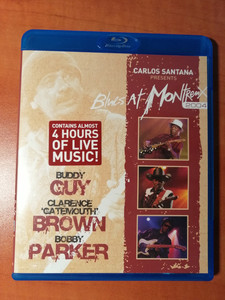 CARLOS SANTANA
PRESENTS
Blues At Montreux
2004
CONTAINS ALMOST
4 HOURS
OF LIVE
MUSIC!
BUDDY
GUY
CLARENCE
'GATEMOUTH'
BROWN
BOBBY
PARKER